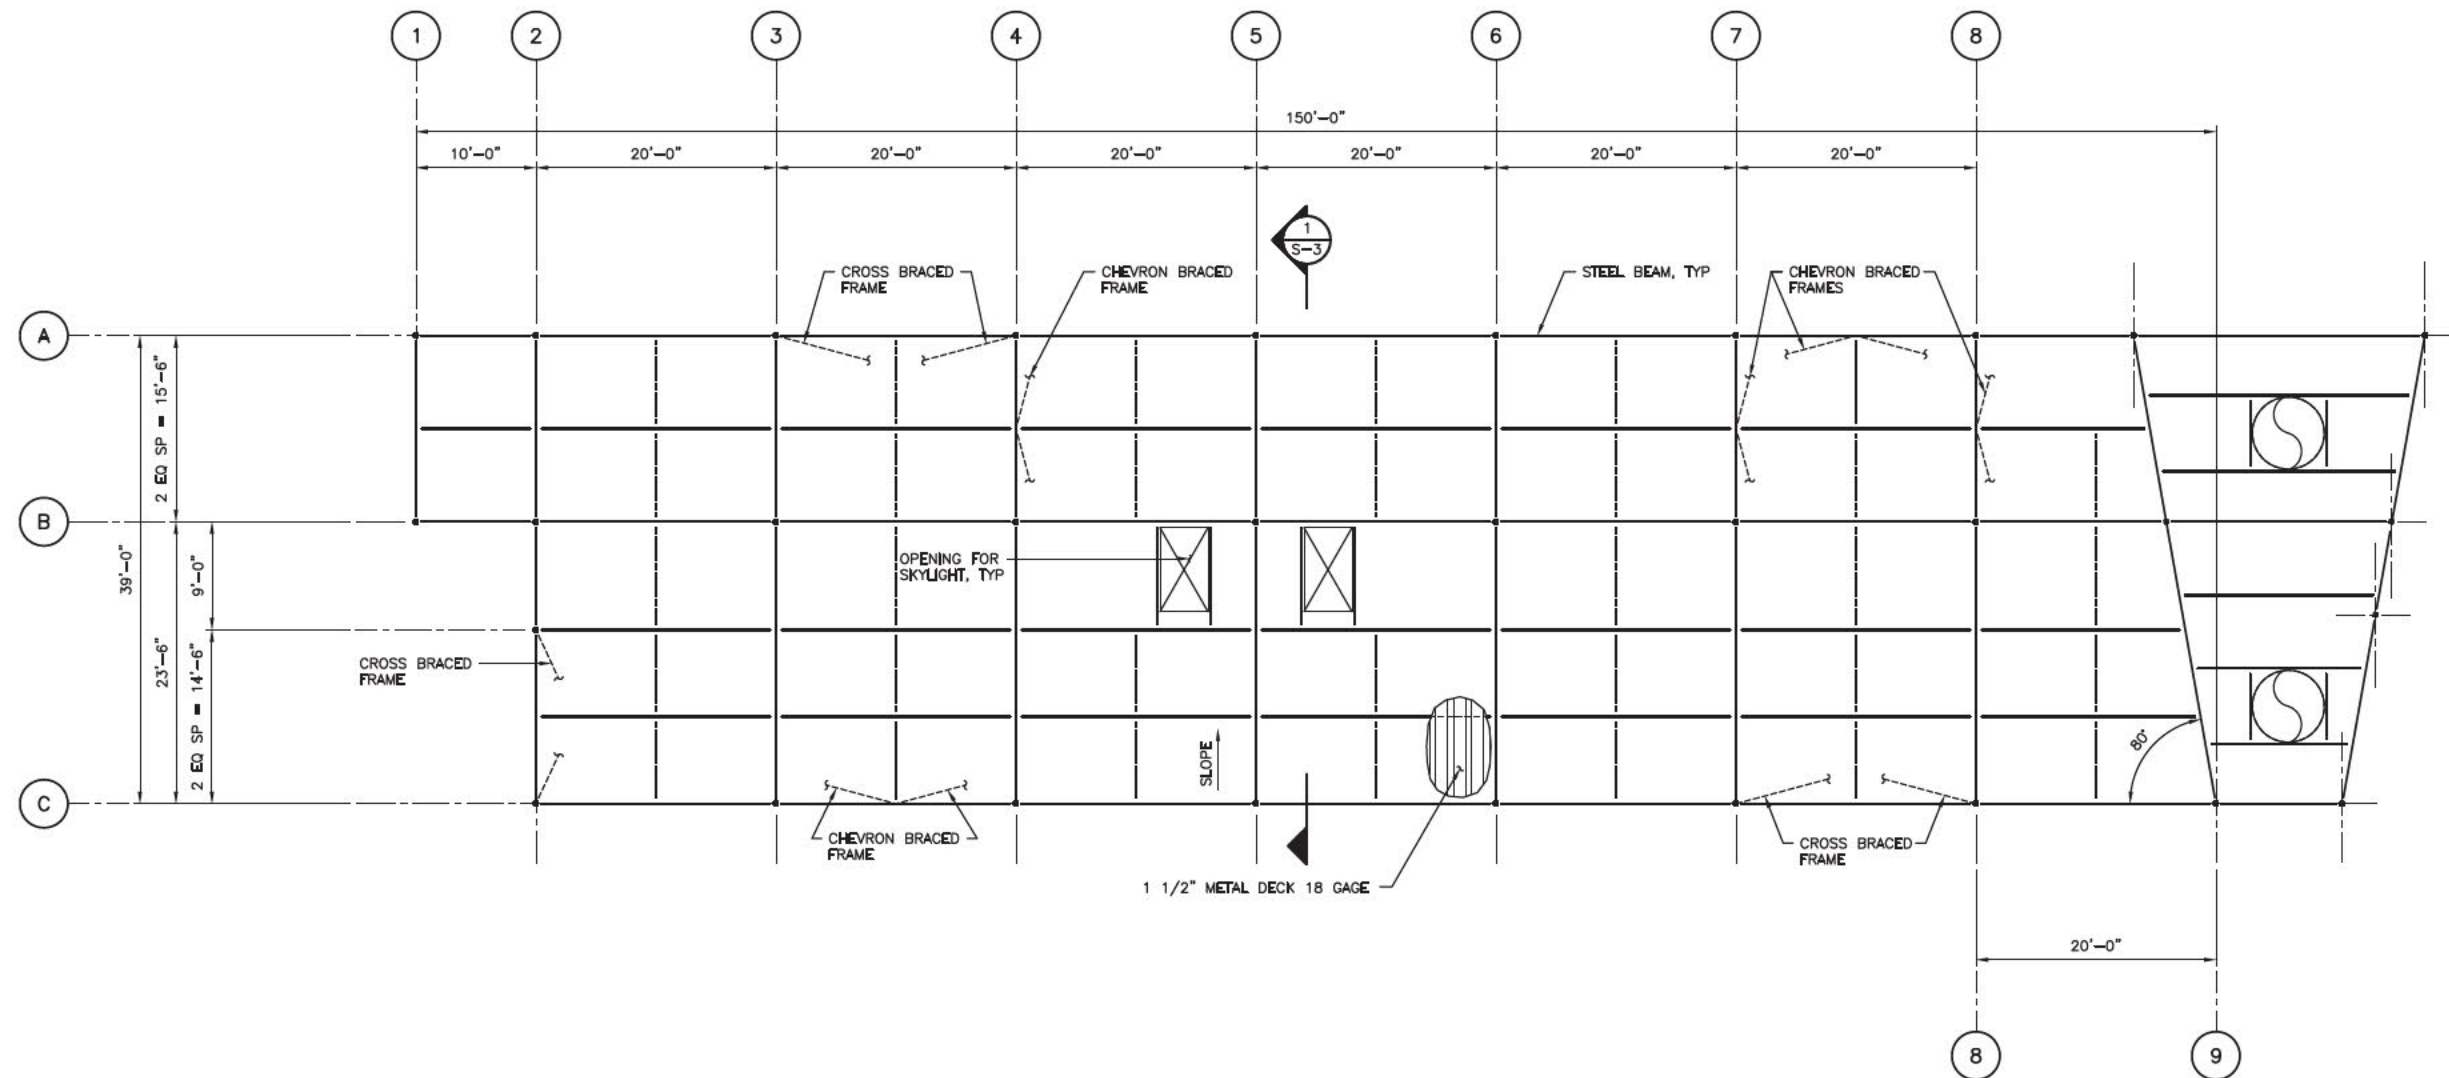 1
2
3
4
5
6
7
8
150'-0"
10'-0"
20'-0"
20'-0"
20'-0"
20'-0"
20'-0"
20'-0"
1
S-3
CROSS BRACED
FRAME
CHEVRON BRACED
FRAME
STEEL BEAM, TYP
CHEVRON BRACED
FRAMES
A
2 EQ SP = 15'-6"
B
39'-0"
9'-0"
OPENING FOR
SKYLIGHT, TYP
CROSS BRACED
FRAME
23'-6"
2 EQ SP = 14'-6"
SLOPE
80°
C
CHEVRON BRACED
FRAME
CROSS BRACED
FRAME
1 1/2" METAL DECK 18 GAGE
20'-0"
8
9